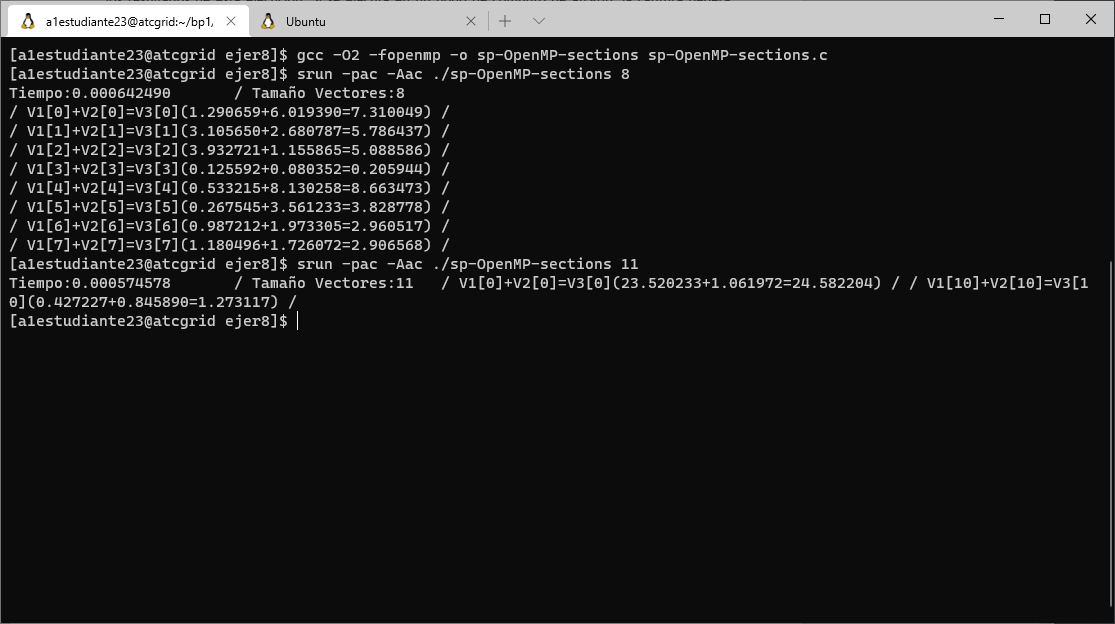 a1estudiante23@atcgrid:~/bp1,
Ubuntu
[a1estudiante23@atcgrid ejer8]$ gcc -O2 -fopenmp -o sp-OpenMP-sections sp-OpenMP-sections.c
[a1estudiante23@atcgrid ejer8]$ srun -pac -Aac ./sp-OpenMP-sections 8
Tiempo:0.000642490 / Tamaño Vectores:8
/ V1[0]+V2[0]=V3[0](1.290659+6.019390=7.310049) /
/ V1[1]+V2[1]=V3[1](3.105650+2.680787=5.786437) /
/ V1[2]+V2[2]=V3[2](3.932721+1.155865=5.088586) /
/ V1[3]+V2[3]=V3[3](0.125592+0.080352=0.205944) /
/ V1[4]+V2[4]=V3[4](0.533215+8.130258=8.663473) /
/ V1[5]+V2[5]=V3[5](0.267545+3.561233=3.828778) /
/ V1[6]+V2[6]=V3[6](0.987212+1.973305=2.960517) /
/ V1[7]+V2[7]=V3[7](1.180496+1.726072=2.906568) /
[a1estudiante23@atcgrid ejer8]$ srun -pac -Aac ./sp-OpenMP-sections 11
Tiempo:0.000574578 / Tamaño Vectores:11 / V1[0]+V2[0]=V3[0](23.520233+1.061972=24.582204) / / V1[10]+V2[10]=V3[1
0](0.427227+0.845890=1.273117) /
[a1estudiante23@atcgrid ejer8]$